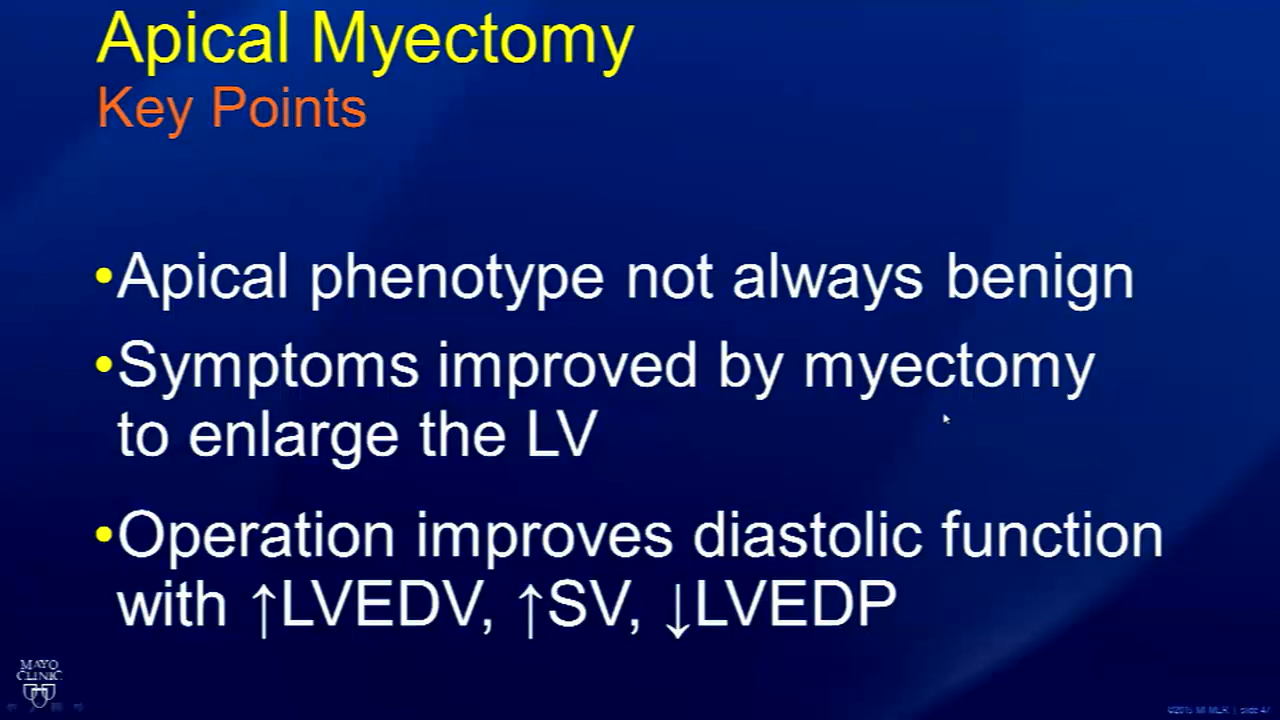 Apical Myectomy
Key Points
•Apical phenotype not always benign
•Symptoms improved by myectomy
to enlarge the LV
•Operation improves diastolic function
with ↑LVEDV, ↑SV, ↓LVEDP
MAYO
CLINIC